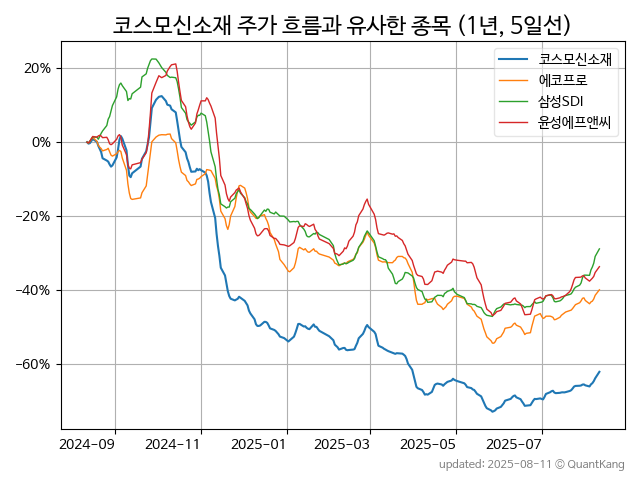 코스모신소재 주가 흐름과 유사한 종목 (1년, 5일선)
코스모신소재
에코프로
삼성SDI
윤성에프앤씨
20%
0%
−20%
−40%
−60%
2024-09
2024-11
2025-01
2025-03
2025-05
2025-07
updated: 2025-08-11 © QuantKang